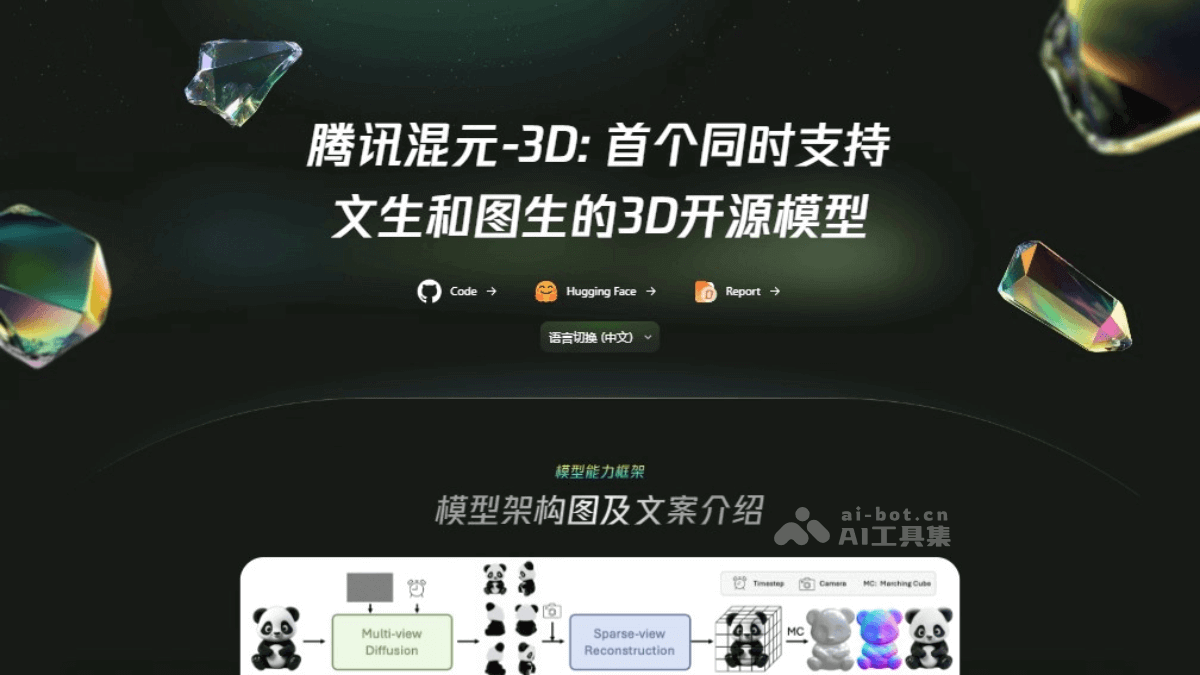 腾讯混元-3D: 首个同时支持
文生和图生的3D开源模型
Code
Hugging Face
Report
语言切换 (中文)
模型能力框架
模型架构图及文案介绍
ai-bot.cn
AI工具集
Timestep
Camera
MC: Marching Cube
Multi-view
Diffusion
Sparse-view
Reconstruction
MC